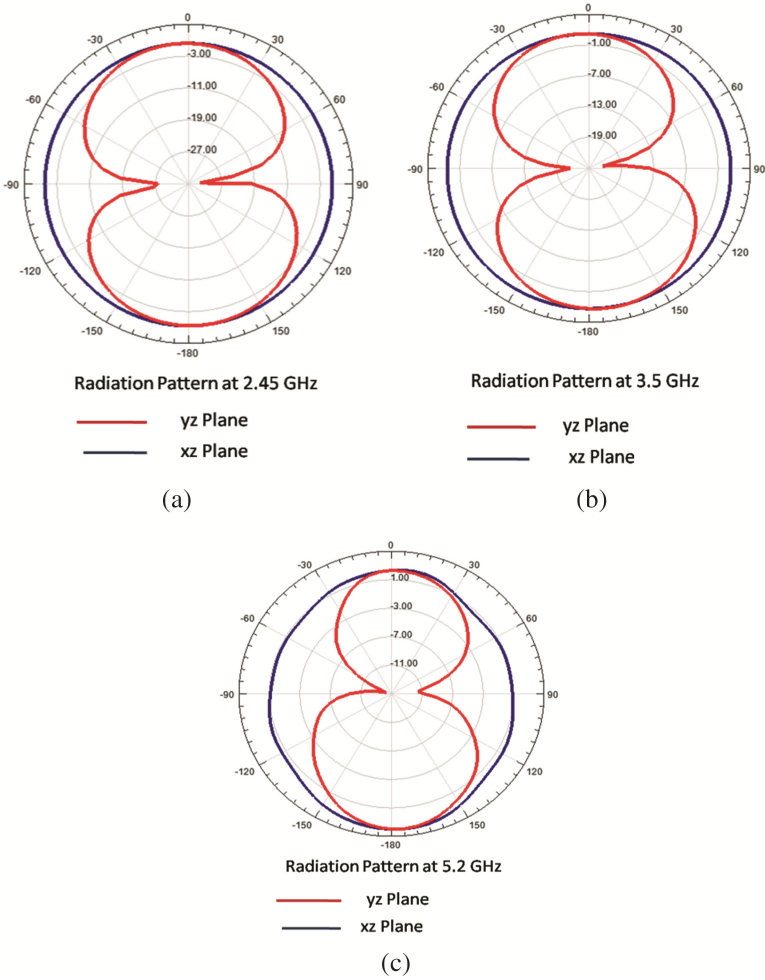 0
-30 30
-3.00
-60 60
-11.00
-19.00
-27.00
-90 90
-120 120
-150 150
-180
Radiation Pattern at 2.45 GHz
yz Plane
xz Plane
(a)
0
-30 30
-1.00
-60 60
-7.00
-13.00
-19.00
-90 90
-120 120
-150 150
-180
Radiation Pattern at 3.5 GHz
yz Plane
xz Plane
(b)
0
-30 30
1.00
-60 60
-3.00
-7.00
-11.00
-90 90
-120 120
-150 150
-180
Radiation Pattern at 5.2 GHz
yz Plane
xz Plane
(c)